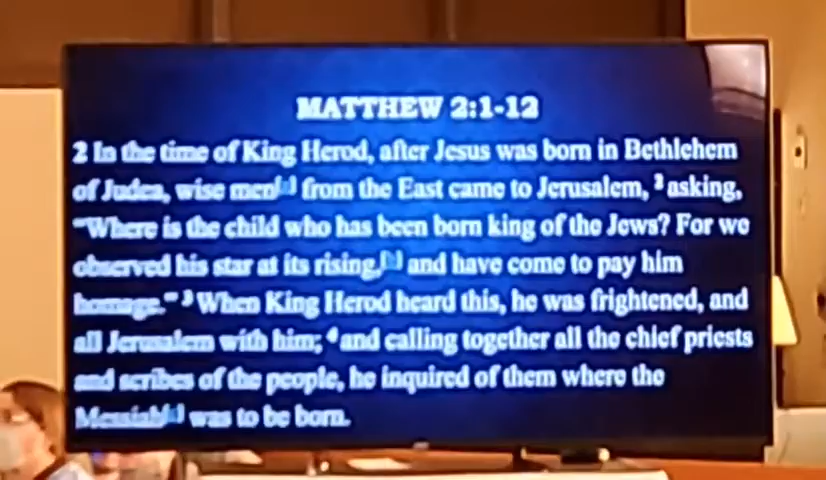 MATTHEW 2:1-12
2 In the time of King Herod, after Jesus was born in Bethlehem
of Judea, wise men[] from the East came to Jerusalem, 2 asking,
“Where is the child who has been born king of the Jews? For we
observed his star at its rising,[] and have come to pay him
homage.” 3 When King Herod heard this, he was frightened, and
all Jerusalem with him; 4 and calling together all the chief priests
and scribes of the people, he inquired of them where the
Messiah[] was to be born.